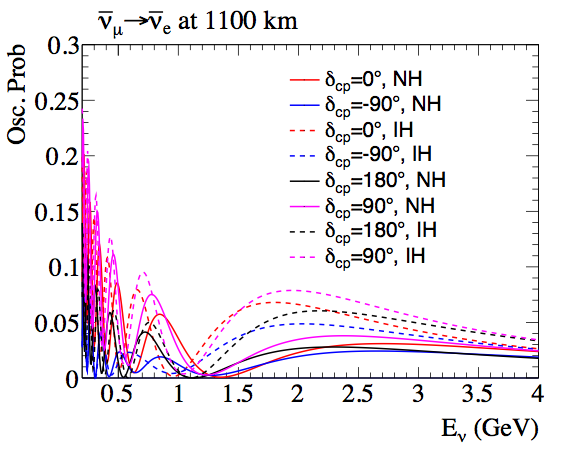 ν̅μ→ν̅e at 1100 km
Osc. Prob
0.3
0.25
0.2
0.15
0.1
0.05
0
δcp=0°, NH
δcp=-90°, NH
δcp=0°, IH
δcp=-90°, IH
δcp=180°, NH
δcp=90°, NH
δcp=180°, IH
δcp=90°, IH
0.5 1 1.5 2 2.5 3 3.5 4
Eν (GeV)